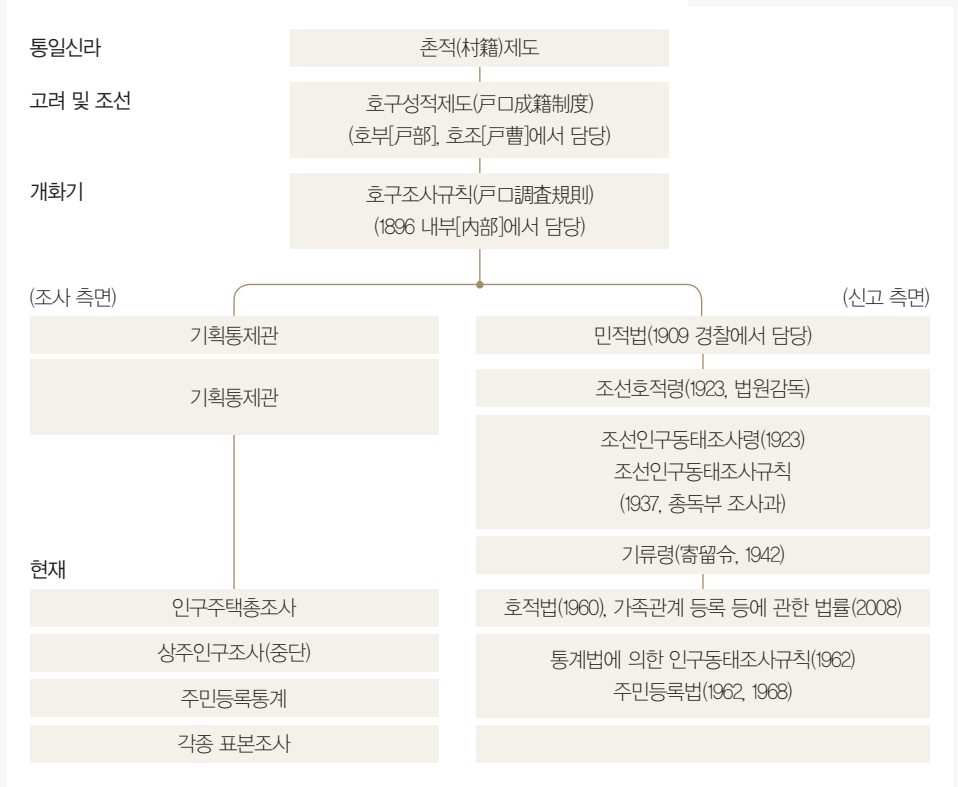 통일신라
촌적(村籍)제도
고려 및 조선
호구성적제도(戶口成籍制度)
(호부[戶部], 호조[戶曹]에서 담당)
개화기
호구조사규칙(戶口調査規則)
(1896 내부[內部]에서 담당)
(조사 측면)
(신고 측면)
기획통제관
기획통제관
민적법(1909 경찰에서 담당)
조선호적령(1923, 법원감독)
조선인구동태조사령(1923)
조선인구동태조사규칙
(1937, 총독부 조사과)
기류령(寄留令, 1942)
현재
인구주택총조사
상주인구조사(중단)
주민등록통계
각종 표본조사
호적법(1960), 가족관계 등록 등에 관한 법률(2008)
통계법에 의한 인구동태조사규칙(1962)
주민등록법(1962, 1968)